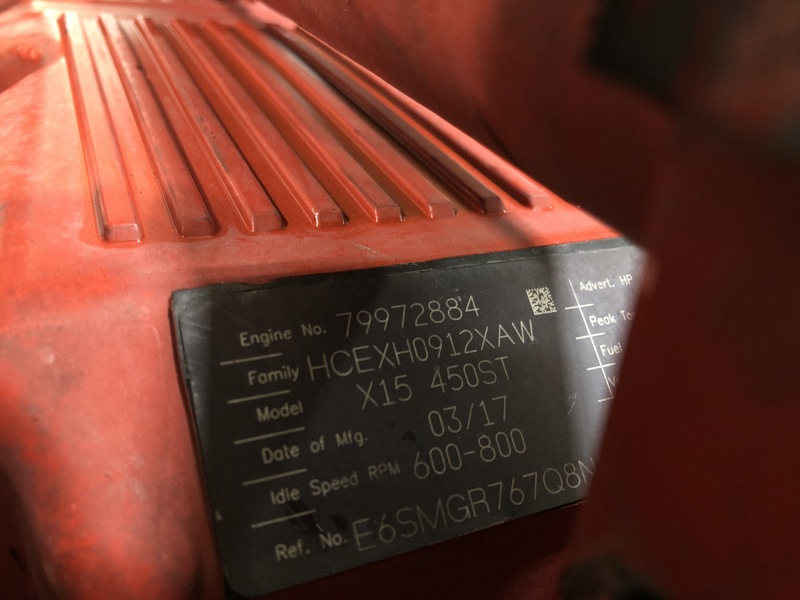 Engine No. 79972884
Family HCEXH0912XAW
Model X15 450ST
Date of Mfg. 03/17
Idle Speed RPM 600-800
Ref. No. E6SMGR767Q8N
Advert. HP
Peak
Fuel